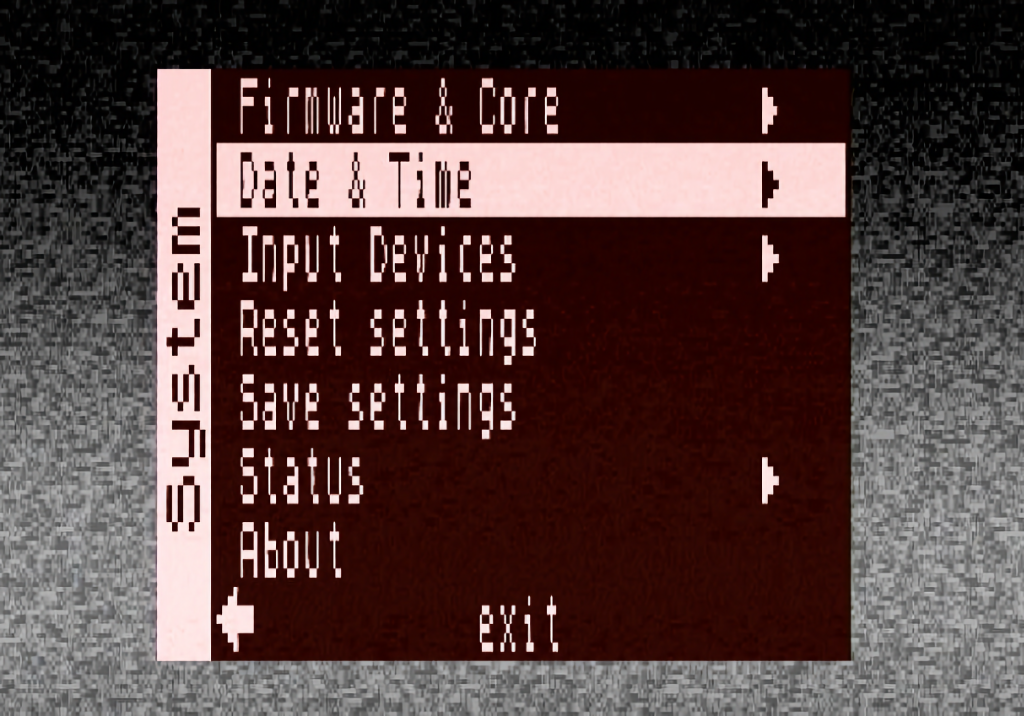 System
Firmware & Core
Date & Time
Input Devices
Reset settings
Save settings
Status
About
exit